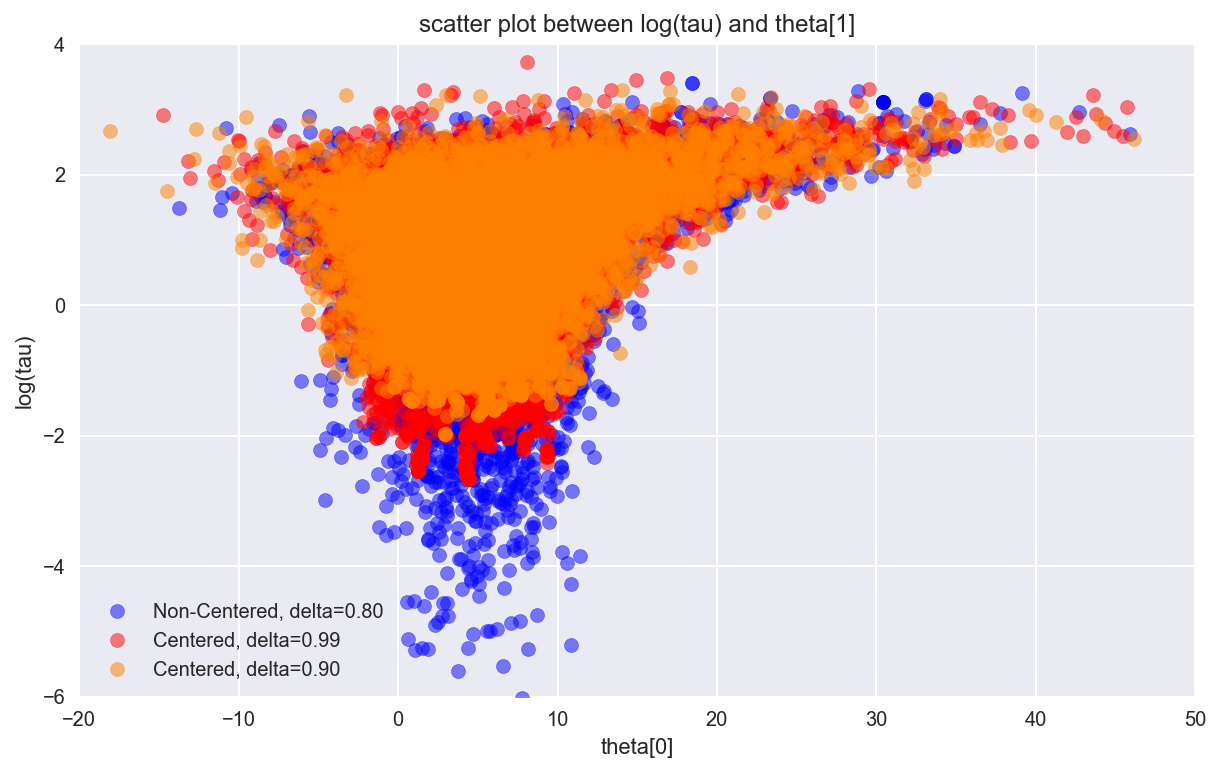 scatter plot between log(tau) and theta[1]
4
2
0
−2
−4
−6
log(tau)
Non-Centered, delta=0.80
Centered, delta=0.99
Centered, delta=0.90
−20
−10
0
10
20
30
40
50
theta[0]